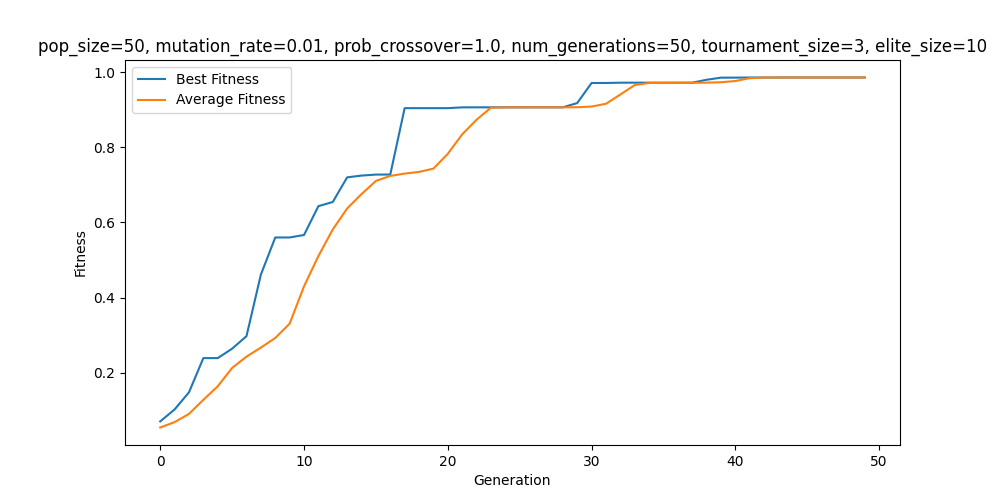 pop_size=50, mutation_rate=0.01, prob_crossover=1.0, num_generations=50, tournament_size=3, elite_size=10
Best Fitness
Average Fitness
1.0
0.8
0.6
0.4
0.2
Fitness
0 10 20 30 40 50
Generation